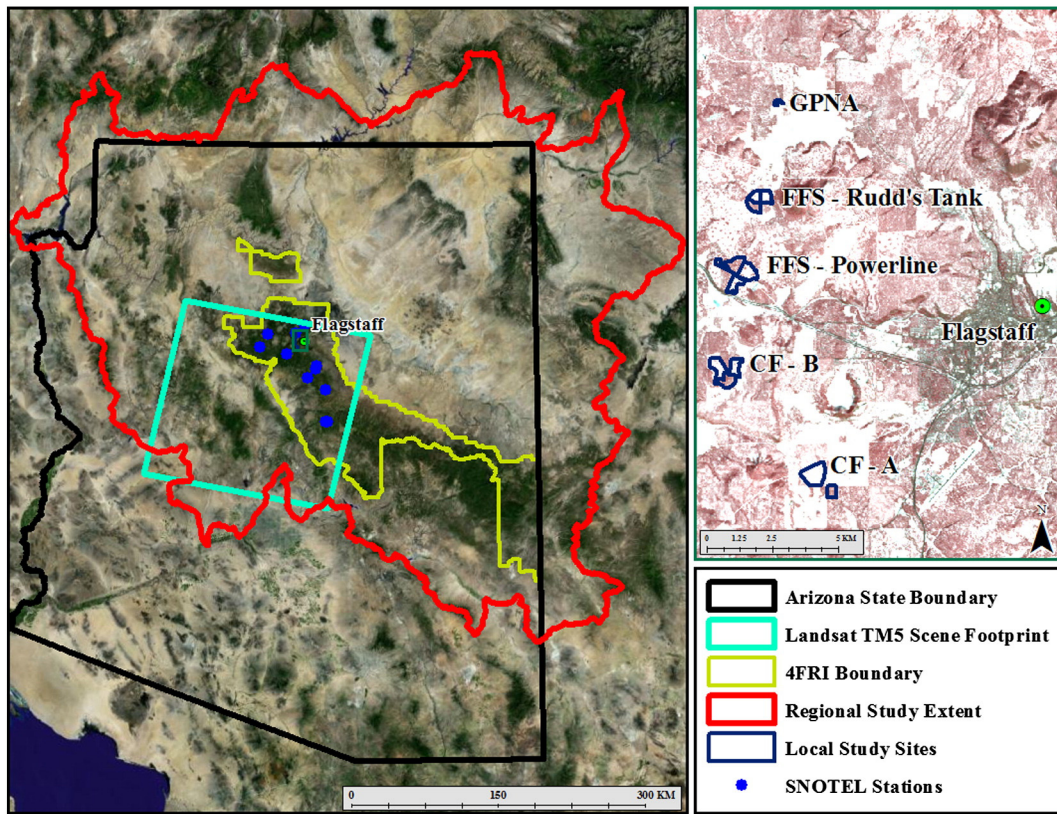 Flagstaff
0 150 300 KM
GPNA
FFS - Rudd's Tank
FFS - Powerline
Flagstaff
CF - B
CF - A
N
0 1.25 2.5 5 KM
Arizona State Boundary
Landsat TM5 Scene Footprint
4FRI Boundary
Regional Study Extent
Local Study Sites
SNOTEL Stations